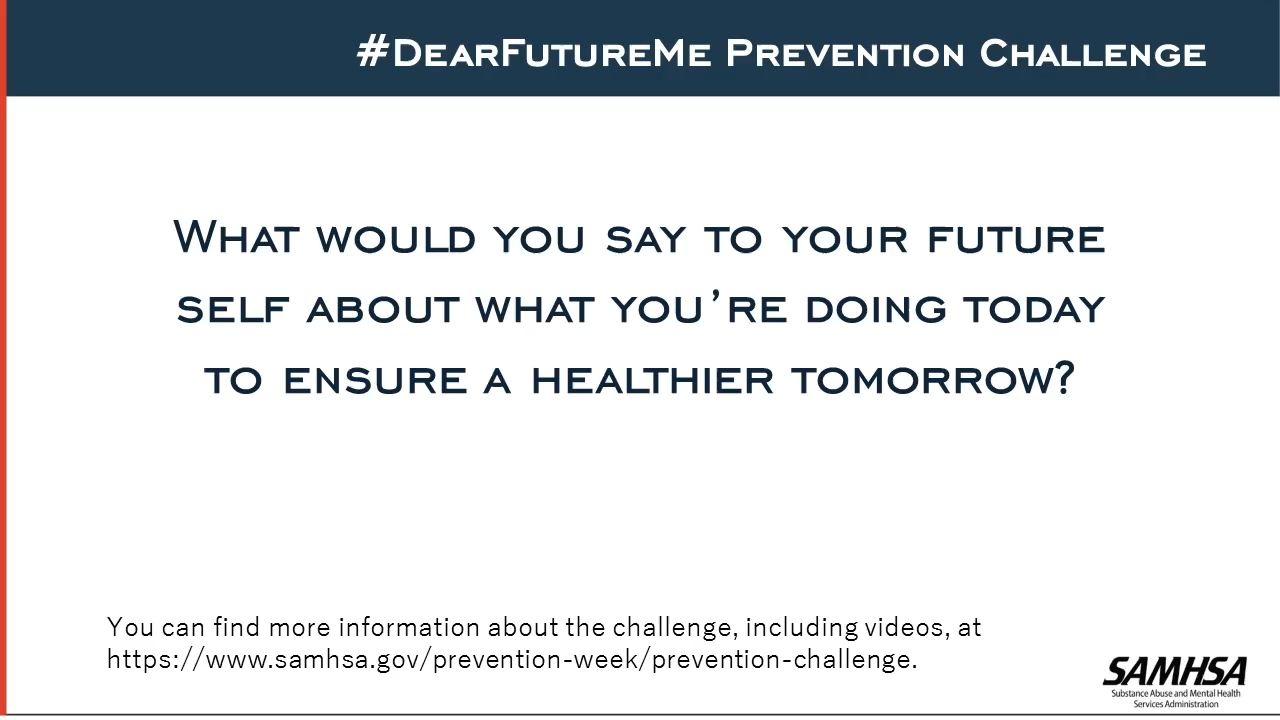 #DearFutureMe Prevention Challenge
What would you say to your future
self about what you're doing today
to ensure a healthier tomorrow?
You can find more information about the challenge, including videos, at
https://www.samhsa.gov/prevention-week/prevention-challenge.
SAMHSA
Substance Abuse and Mental Health
Services Administration